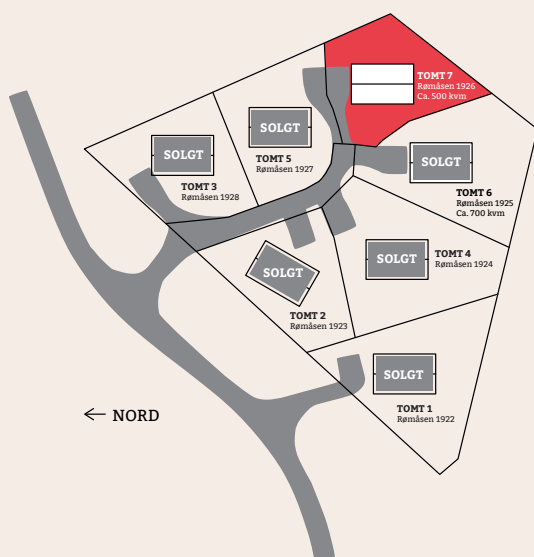 TOMT 7
Rømåsen 1926
Ca. 500 kvm
SOLGT
TOMT 5
Rømåsen 1927
SOLGT
TOMT 3
Rømåsen 1928
SOLGT
TOMT 6
Rømåsen 1925
Ca. 700 kvm
SOLGT
TOMT 4
Rømåsen 1924
SOLGT
TOMT 2
Rømåsen 1923
SOLGT
TOMT 1
Rømåsen 1922
← NORD